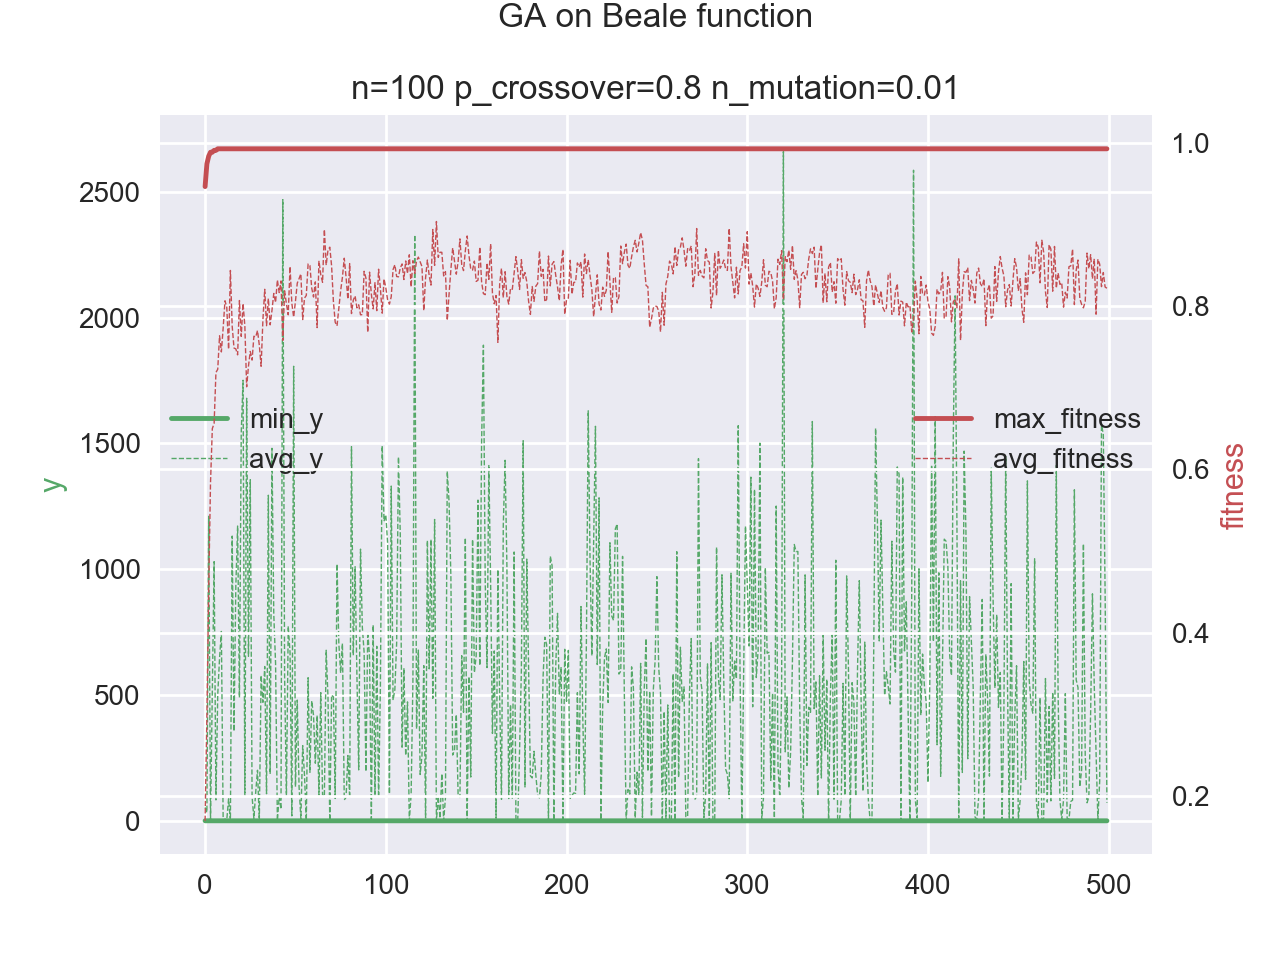 GA on Beale function
n=100 p_crossover=0.8 n_mutation=0.01
2500
2000
1500
1000
500
0
y
min_y
avg_y
max_fitness
avg_fitness
1.0
0.8
0.6
0.4
0.2
fitness
0 100 200 300 400 500